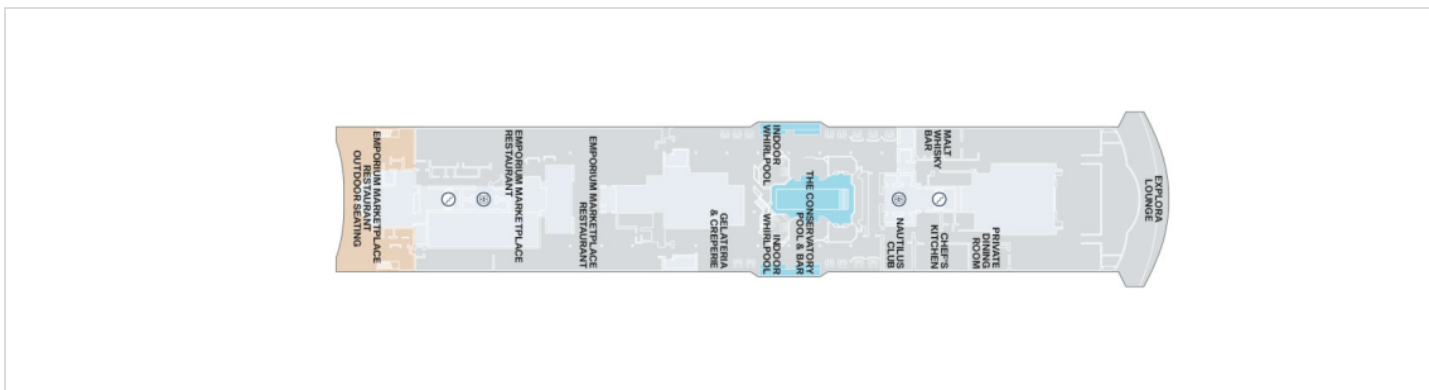 EMPORIUM MARKETPLACE
RESTAURANT
OUTDOOR SEATING
EMPORIUM MARKETPLACE
RESTAURANT
EMPORIUM MARKETPLACE
RESTAURANT
GELATERIA
& CREPERIE
INDOOR
WHIRLPOOL
INDOOR
WHIRLPOOL
THE CONSERVATORY
POOL & BAR
MALT
WHISKY
BAR
NAUTILUS
CLUB
CHEF'S
KITCHEN
PRIVATE
DINING
ROOM
EXPLORA
LOUNGE